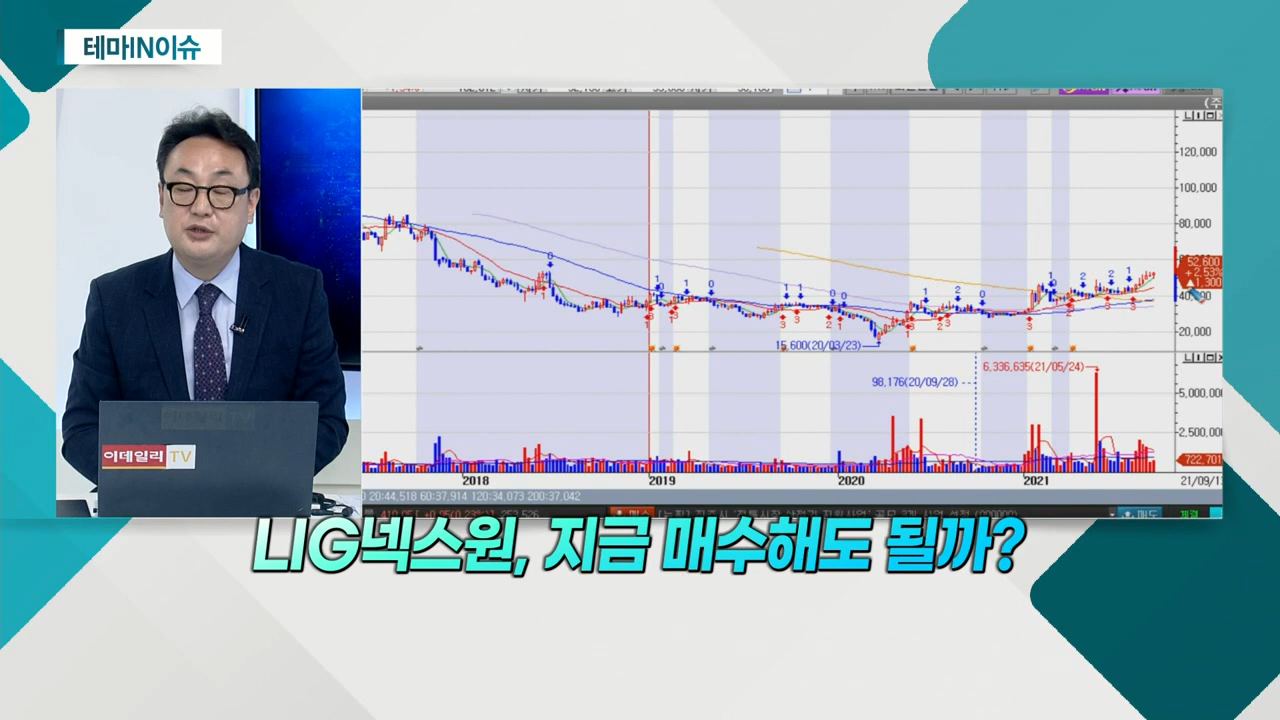 테마IN이슈
120,000
100,000
80,000
52,600
+2.53%
▲1,300
20,000
15,600(20/03/23)
6,336,635(21/05/24)
98,176(20/09/28)
5,000,000
2,500,000
722,701
2018 2019 2020 2021 21/09/1
20:44,518 60:37,914 120:34,073 200:37,042
이데일리TV
LIG넥스원, 지금 매수해도 될까?